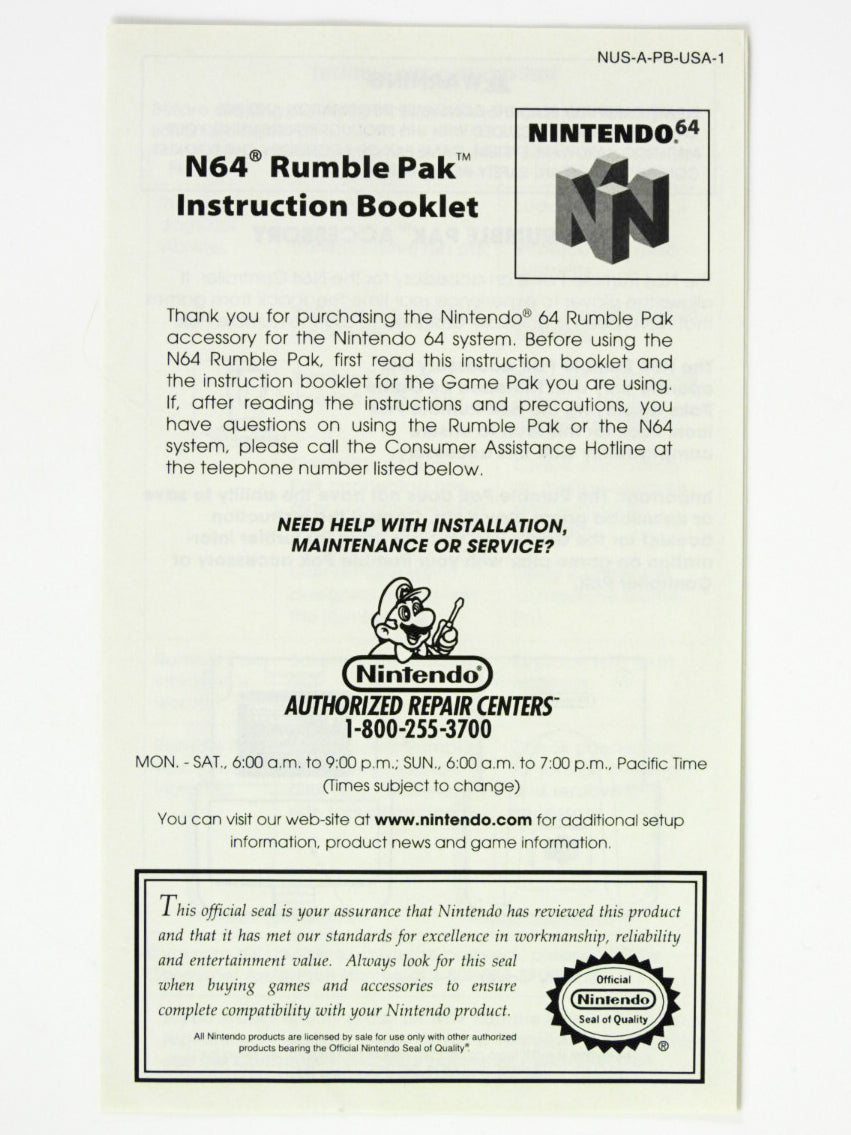 NUS-A-PB-USA-1
NINTENDO®64
N64® Rumble Pak™
Instruction Booklet
Thank you for purchasing the Nintendo® 64 Rumble Pak
accessory for the Nintendo 64 system. Before using the
N64 Rumble Pak, first read this instruction booklet and
the instruction booklet for the Game Pak you are using.
If, after reading the instructions and precautions, you
have questions on using the Rumble Pak or the N64
system, please call the Consumer Assistance Hotline at
the telephone number listed below.
NEED HELP WITH INSTALLATION,
MAINTENANCE OR SERVICE?
Nintendo®
AUTHORIZED REPAIR CENTERS℠
1-800-255-3700
MON. - SAT., 6:00 a.m. to 9:00 p.m.; SUN., 6:00 a.m. to 7:00 p.m., Pacific Time
(Times subject to change)
You can visit our web-site at www.nintendo.com for additional setup
information, product news and game information.
This official seal is your assurance that Nintendo has reviewed this product
and that it has met our standards for excellence in workmanship, reliability
and entertainment value. Always look for this seal
when buying games and accessories to ensure
complete compatibility with your Nintendo product.
All Nintendo products are licensed by sale for use only with other authorized
products bearing the Official Nintendo Seal of Quality®.
Official
Nintendo
Seal of Quality
®